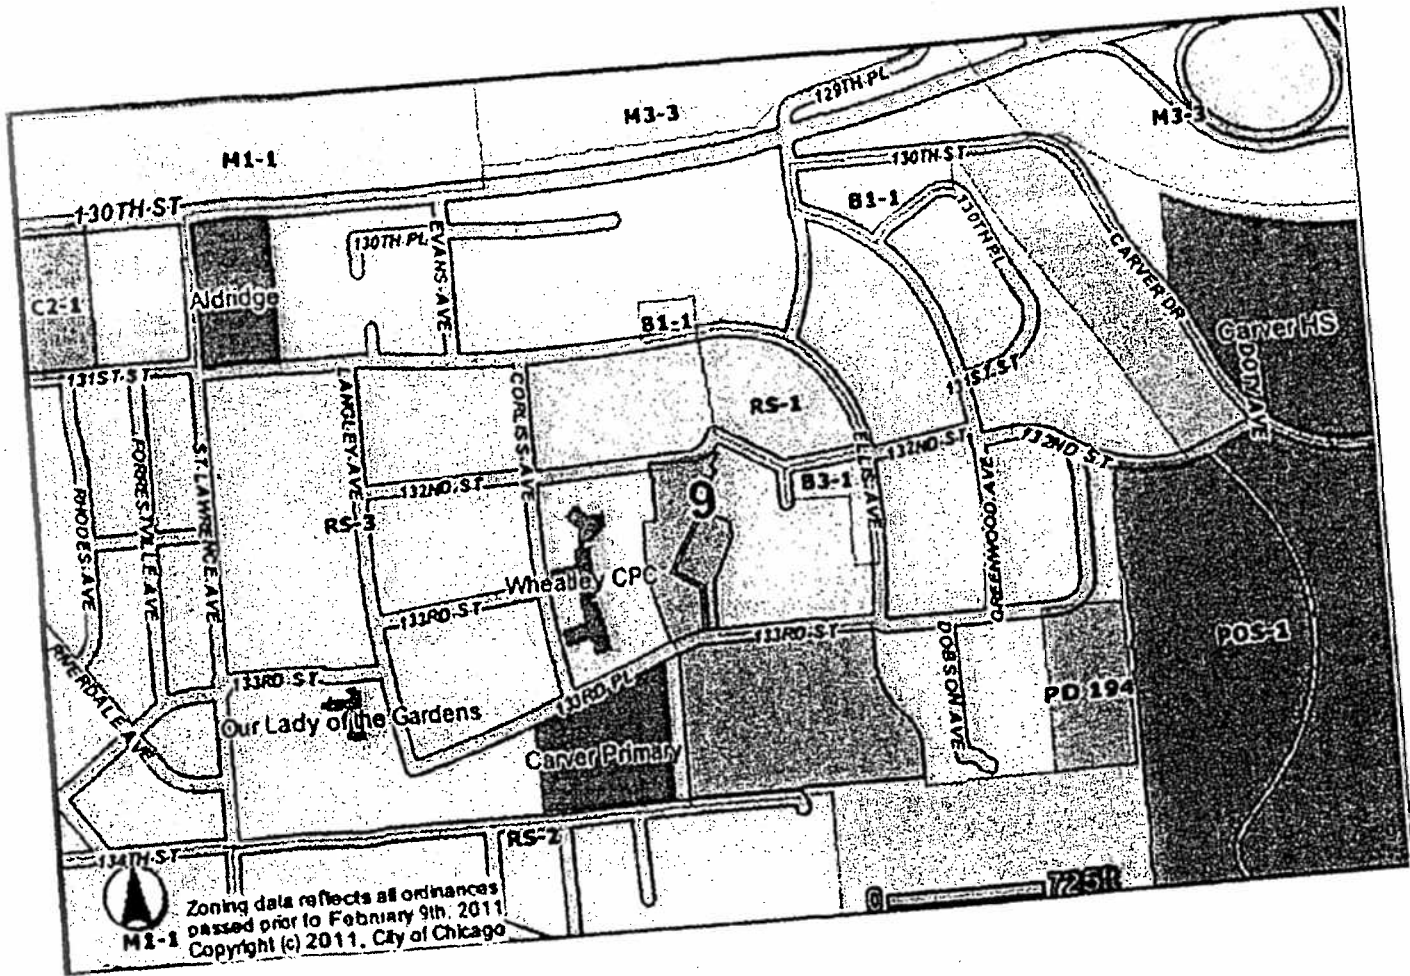 129TH PL
M3-3
M3-3
M1-1
130TH ST
130TH ST
B1-1
130TH PL
130TH PL
EVANS AVE
CARVER DR
C2-1
Aldridge
B1-1
Carver HS
131ST ST
131ST ST
DOTY AVE
LANGLEY AVE
CORLISS AVE
RS-1
ST LAWRENCE AVE
FORRESTVILLE AVE
RHODES AVE
ELLIS AVE
132ND ST
132ND ST
GREENWOOD AVE
132ND ST
B3-1
9
RS-3
Wheatley CPC
133RD ST
133RD ST
DOBSON AVE
POS-1
RIVERDALE AVE
133RD ST
133RD PL
PD 194
Our Lady of the Gardens
Carver Primary
RS-2
134TH ST
0 725ft
Zoning data reflects all ordinances
passed prior to February 9th, 2011
M1-1
Copyright (c) 2011, City of Chicago